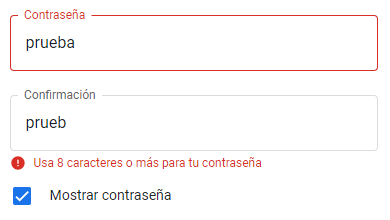 Contraseña
prueba
Confirmación
prueb
Usa 8 caracteres o más para tu contraseña
Mostrar contraseña